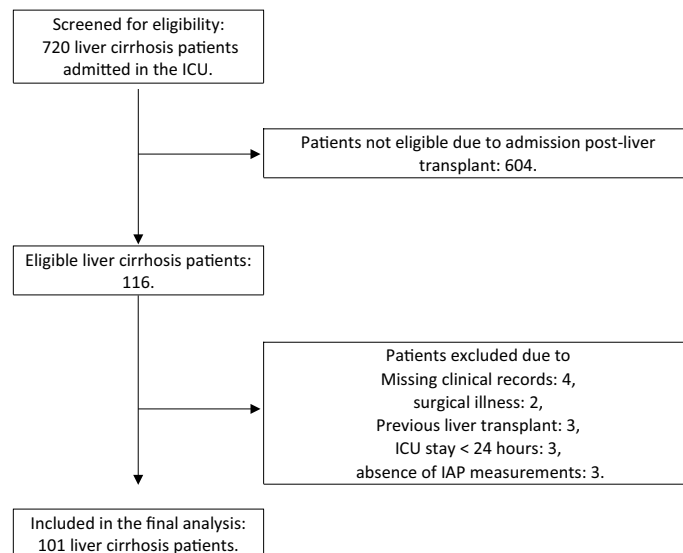 Screened for eligibility:
720 liver cirrhosis patients
admitted in the ICU.
Patients not eligible due to admission post-liver
transplant: 604.
Eligible liver cirrhosis patients:
116.
Patients excluded due to
Missing clinical records: 4,
surgical illness: 2,
Previous liver transplant: 3,
ICU stay < 24 hours: 3,
absence of IAP measurements: 3.
Included in the final analysis:
101 liver cirrhosis patients.